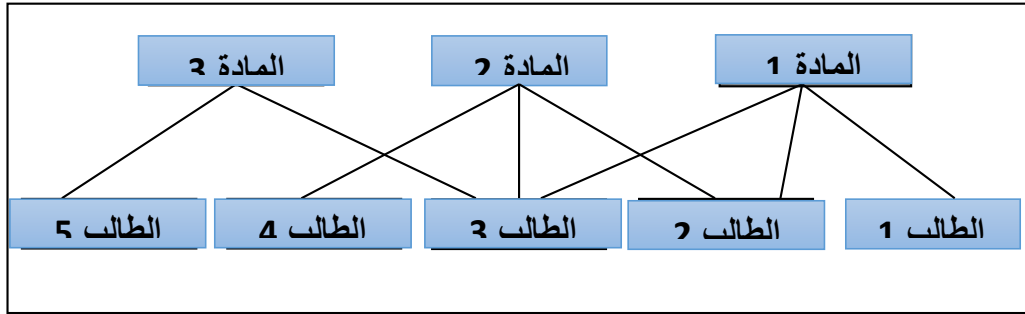 المادة 1 المادة 2 المادة 3
الطالب 1 الطالب 2 الطالب 3 الطالب 4 الطالب 5